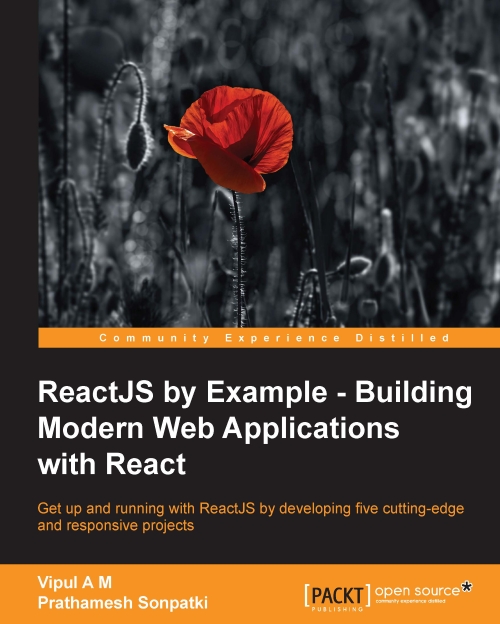 Community Experience Distilled
ReactJS by Example - Building
Modern Web Applications
with React
Get up and running with ReactJS by developing five cutting-edge
and responsive projects
Vipul A M
Prathamesh Sonpatki
[PACKT]
PUBLISHING
open source*
community experience distilled